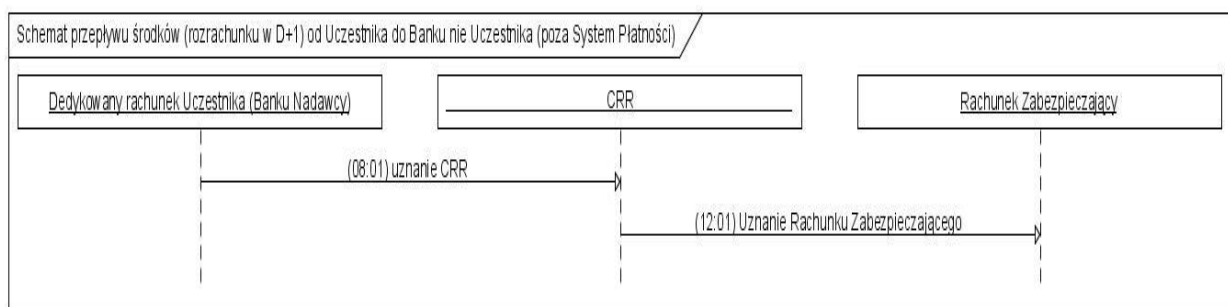 Schemat przepływu środków (rozrachunku w D+1) od Uczestnika do Banku nie Uczestnika (poza System Płatności)
Dedykowany rachunek Uczestnika (Banku Nadawcy)
CRR
Rachunek Zabezpieczający
(08:01) uznanie CRR
(12:01) Uznanie Rachunku Zabezpieczającego